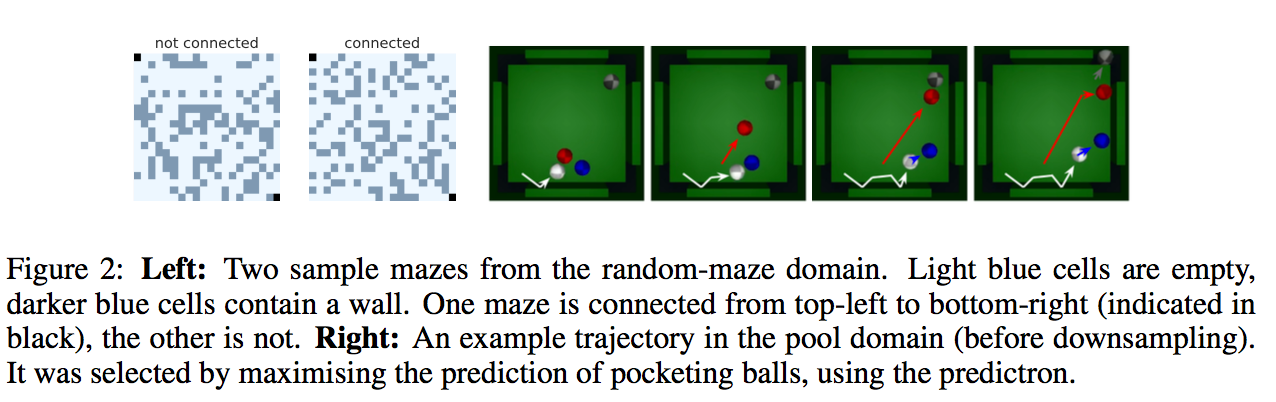 not connected
connected
Figure 2: Left: Two sample mazes from the random-maze domain. Light blue cells are empty,
darker blue cells contain a wall. One maze is connected from top-left to bottom-right (indicated in
black), the other is not. Right: An example trajectory in the pool domain (before downsampling).
It was selected by maximising the prediction of pocketing balls, using the predictron.